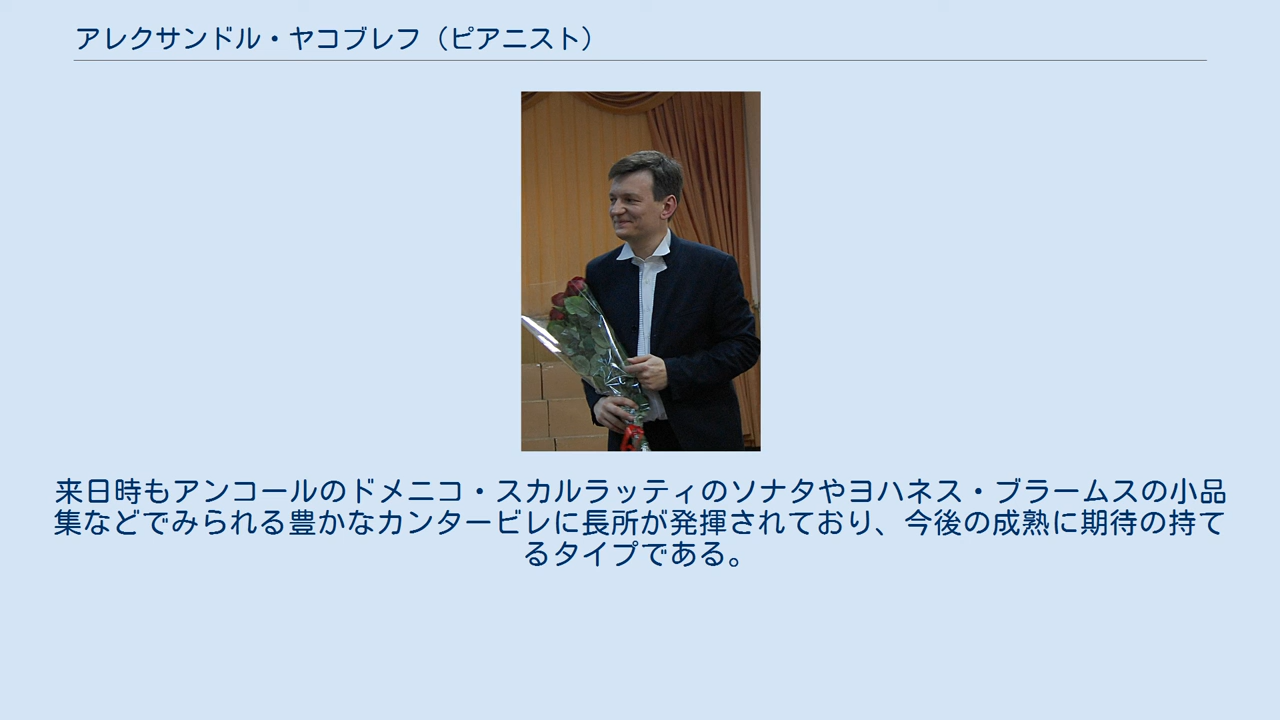 アレクサンドル・ヤコブレフ（ピアニスト）
来日時もアンコールのドメニコ・スカルラッティのソナタやヨハネス・ブラームスの小品
集などでみられる豊かなカンタービレに長所が発揮されており、今後の成熟に期待の持て
るタイプである。